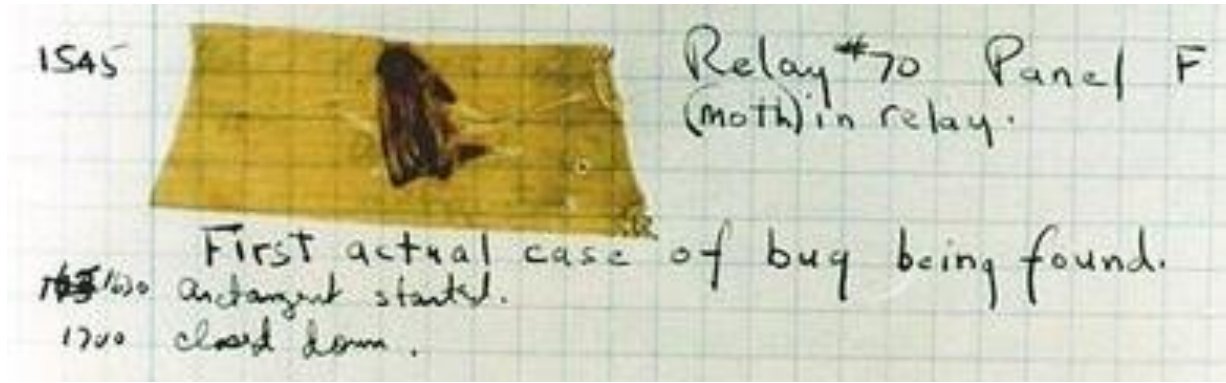 1545 Relay #70 Panel F
(moth) in relay.
First actual case of bug being found.
1630 arctangent started.
1700 closed down.